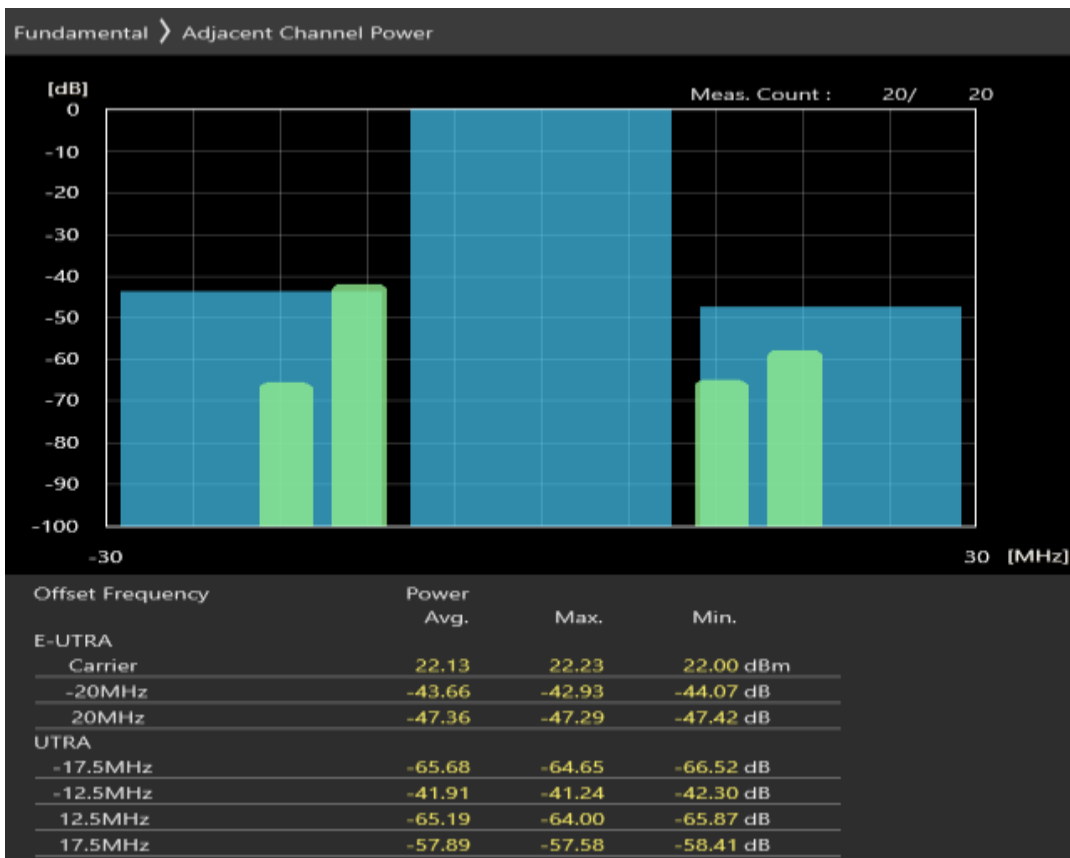 Fundamental ❯ Adjacent Channel Power
[dB]
Meas. Count : 20/ 20
0
-10
-20
-30
-40
-50
-60
-70
-80
-90
-100
-30 30 [MHz]
Offset Frequency Power
Avg. Max. Min.
E-UTRA
Carrier 22.13 22.23 22.00 dBm
-20MHz -43.66 -42.93 -44.07 dB
20MHz -47.36 -47.29 -47.42 dB
UTRA
-17.5MHz -65.68 -64.65 -66.52 dB
-12.5MHz -41.91 -41.24 -42.30 dB
12.5MHz -65.19 -64.00 -65.87 dB
17.5MHz -57.89 -57.58 -58.41 dB